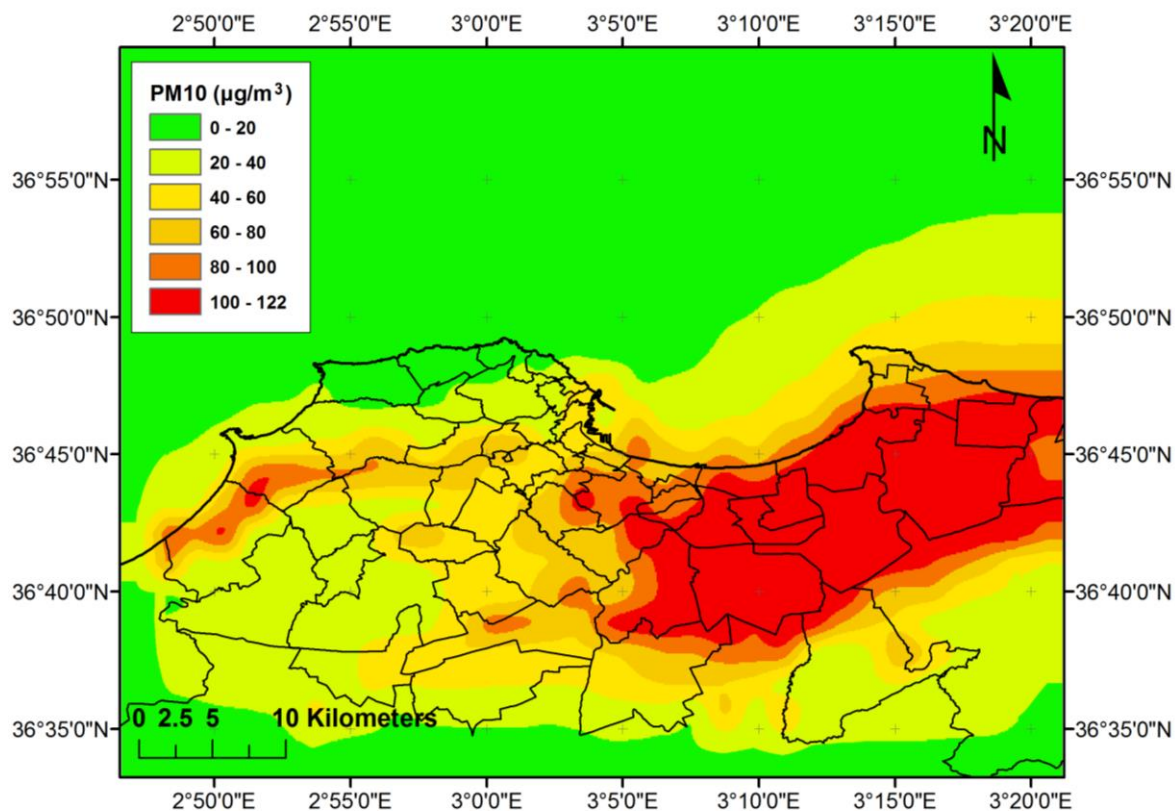 2°50'0"E 2°55'0"E 3°0'0"E 3°5'0"E 3°10'0"E 3°15'0"E 3°20'0"E
PM10 (µg/m³)
0 - 20
20 - 40
40 - 60
60 - 80
80 - 100
100 - 122
N
36°55'0"N 36°55'0"N
36°50'0"N 36°50'0"N
36°45'0"N 36°45'0"N
36°40'0"N 36°40'0"N
36°35'0"N 36°35'0"N
0 2.5 5 10 Kilometers
2°50'0"E 2°55'0"E 3°0'0"E 3°5'0"E 3°10'0"E 3°15'0"E 3°20'0"E